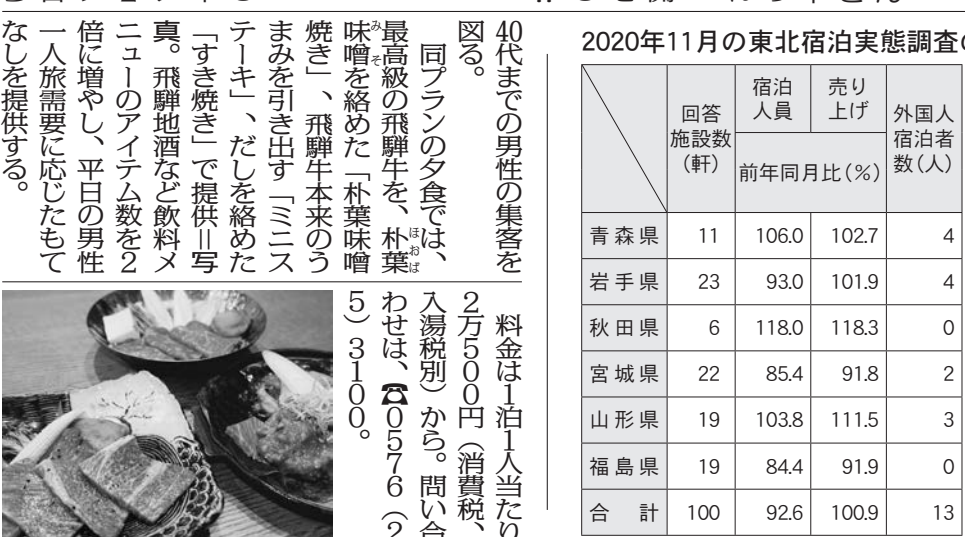 40代までの男性の集客を
図る。
同プランの夕食では、
最高級の飛騨牛を、朴葉
ほおば
味噌を絡めた「朴葉味噌
みそ
焼き」、飛騨牛本来のう
まみを引き出す「ミニス
テーキ」、だしを絡めた
「すき焼き」で提供＝写
真。飛騨地酒など飲料メ
ニューのアイテム数を2
倍に増やし、平日の男性
一人旅需要に応じたもて
なしを提供する。
料金は1泊1人当たり
2万500円（消費税、
入湯税別）から。問い合
わせは、☎0576（2
5）3100。
2020年11月の東北宿泊実態調査の
回答施設数（軒） 宿泊人員 売り上げ 外国人宿泊者数（人）
前年同月比（％）
青森県 11 106.0 102.7 4
岩手県 23 93.0 101.9 4
秋田県 6 118.0 118.3 0
宮城県 22 85.4 91.8 2
山形県 19 103.8 111.5 3
福島県 19 84.4 91.9 0
合計 100 92.6 100.9 13